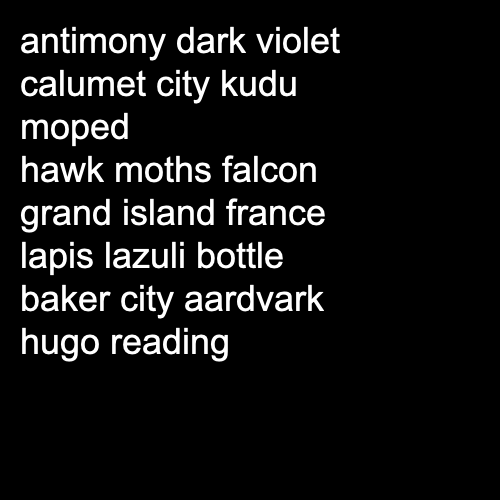 antimony dark violet
calumet city kudu
moped
hawk moths falcon
grand island france
lapis lazuli bottle
baker city aardvark
hugo reading